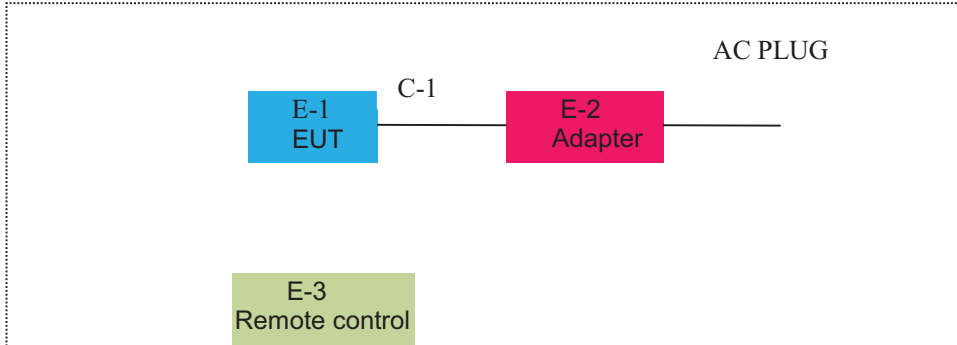 AC PLUG
C-1
E-1
EUT
E-2
Adapter
E-3
Remote control